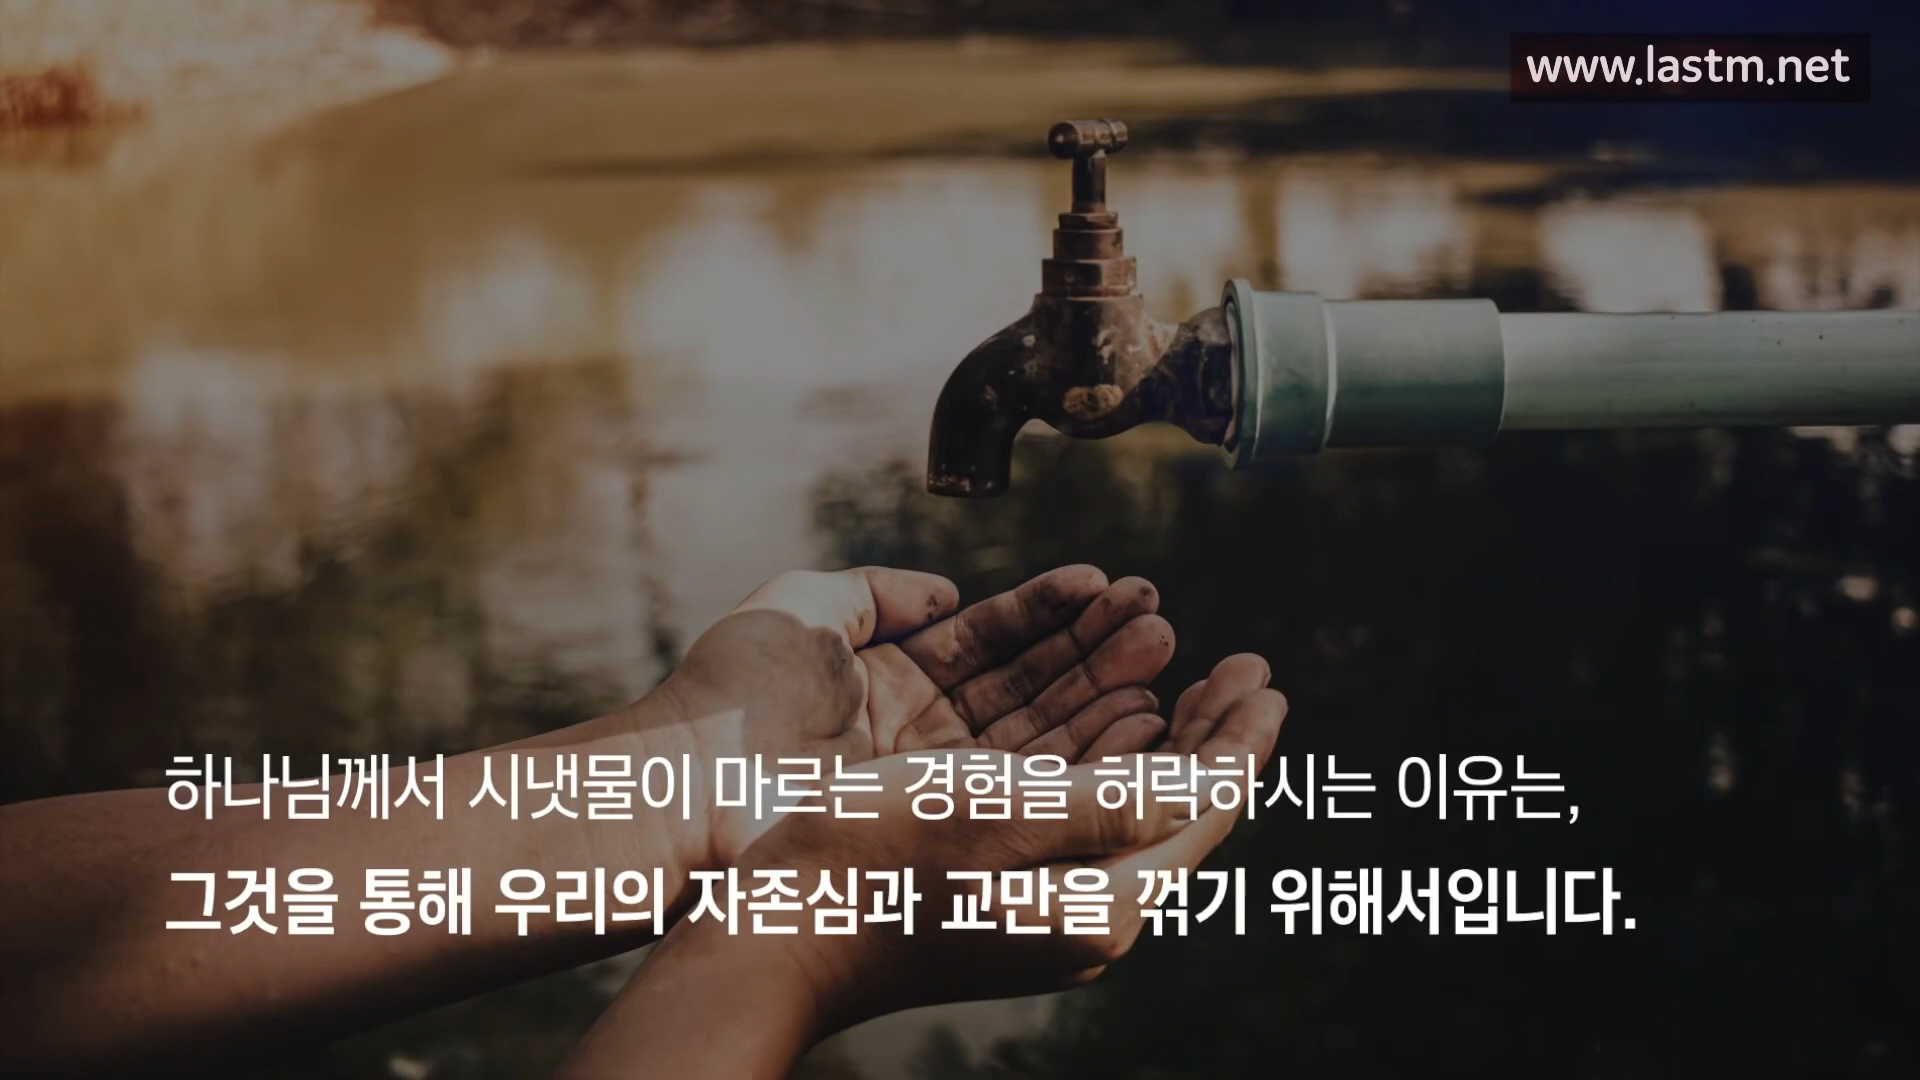 www.lastm.net
하나님께서 시냇물이 마르는 경험을 허락하시는 이유는,
그것을 통해 우리의 자존심과 교만을 꺾기 위해서입니다.